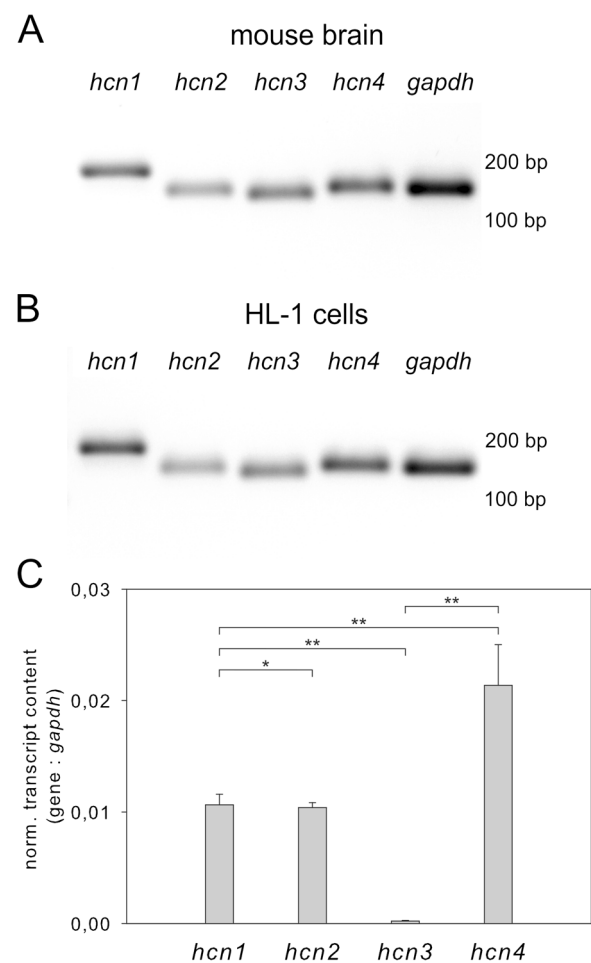 A
mouse brain
hcn1 hcn2 hcn3 hcn4 gapdh
200 bp
100 bp
B
HL-1 cells
hcn1 hcn2 hcn3 hcn4 gapdh
200 bp
100 bp
C
norm. transcript content
(gene : gapdh)
0,03
0,02
0,01
0,00
**
**
**
*
hcn1 hcn2 hcn3 hcn4